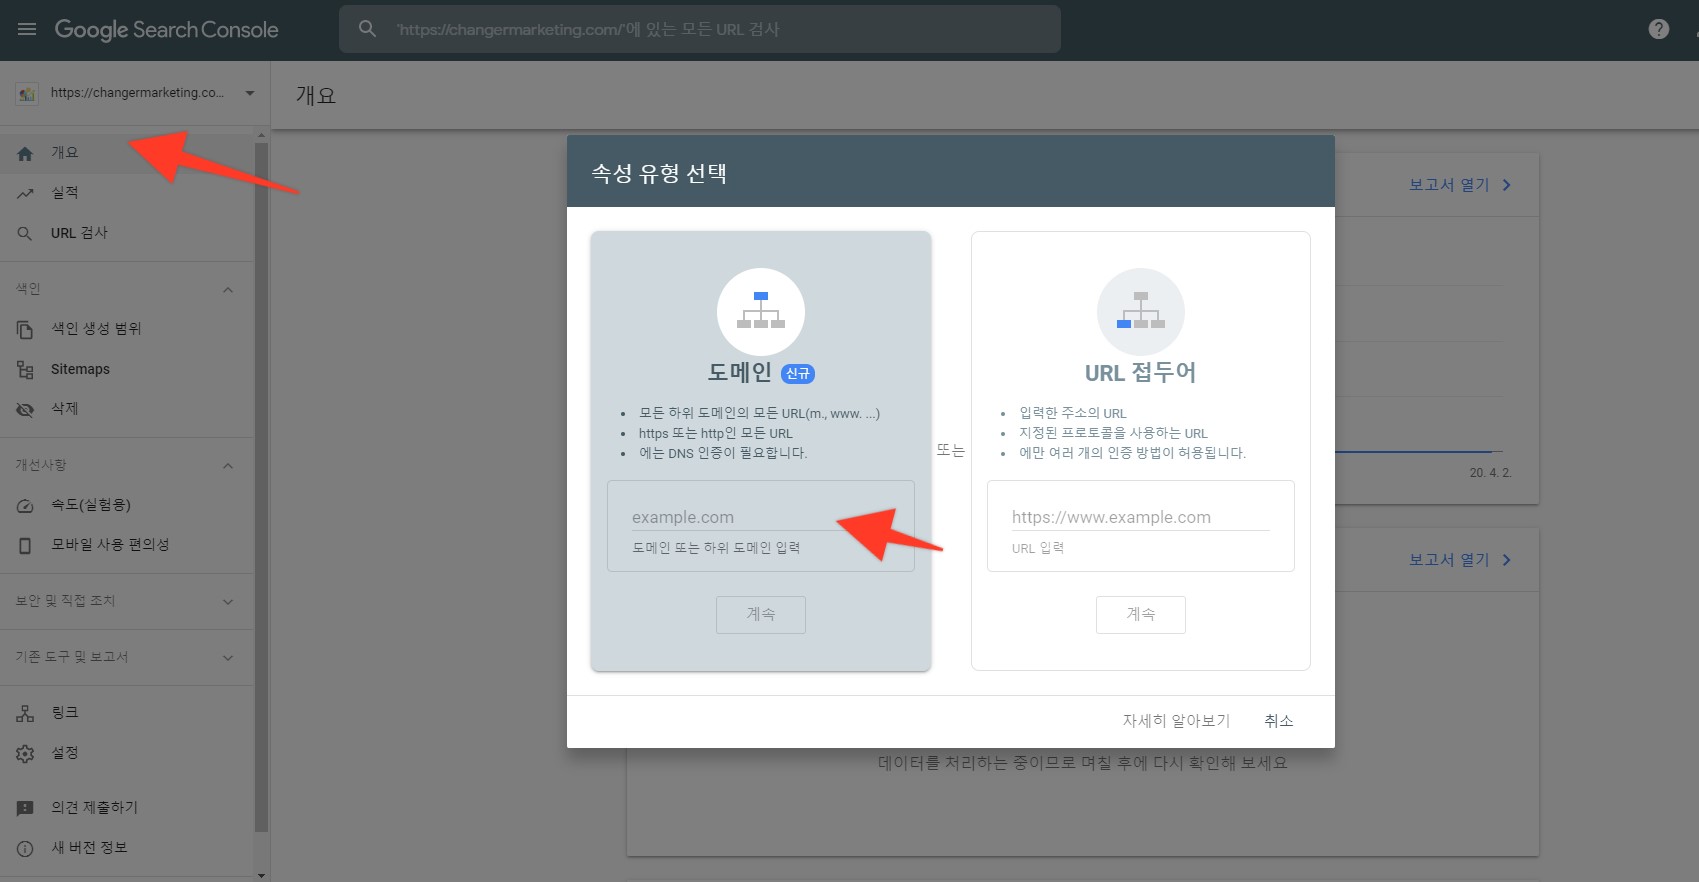 Google Search Console
'https://changermarketing.com/'에 있는 모든 URL 검사
https://changermarketing.co...
개요
개요
실적
URL 검사
색인
색인 생성 범위
Sitemaps
삭제
개선사항
속도(실험용)
모바일 사용 편의성
보안 및 직접 조치
기존 도구 및 보고서
링크
설정
의견 제출하기
새 버전 정보
속성 유형 선택
도메인 신규
모든 하위 도메인의 모든 URL(m., www. ...)
https 또는 http인 모든 URL
에는 DNS 인증이 필요합니다.
example.com
도메인 또는 하위 도메인 입력
계속
또는
URL 접두어
입력한 주소의 URL
지정된 프로토콜을 사용하는 URL
에만 여러 개의 인증 방법이 허용됩니다.
https://www.example.com
URL 입력
계속
자세히 알아보기
취소
보고서 열기
20. 4. 2.
보고서 열기
데이터를 처리하는 중이므로 며칠 후에 다시 확인해 보세요